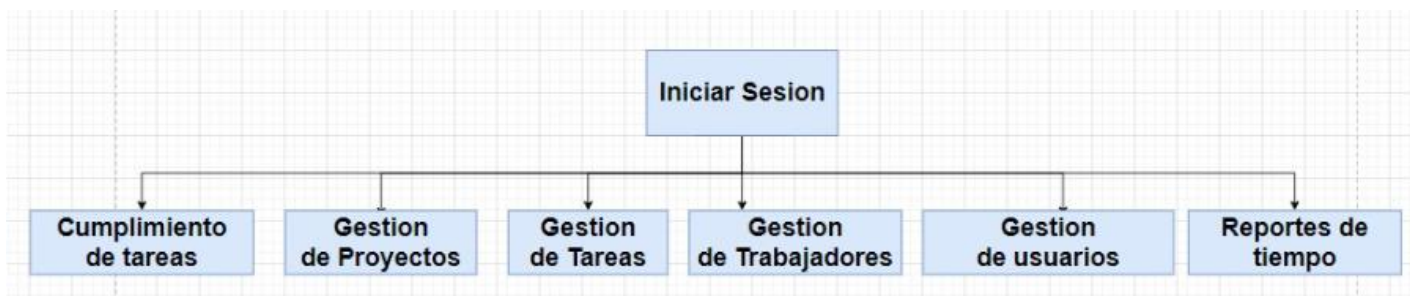 Iniciar Sesion
Cumplimiento
de tareas
Gestion
de Proyectos
Gestion
de Tareas
Gestion
de Trabajadores
Gestion
de usuarios
Reportes de
tiempo